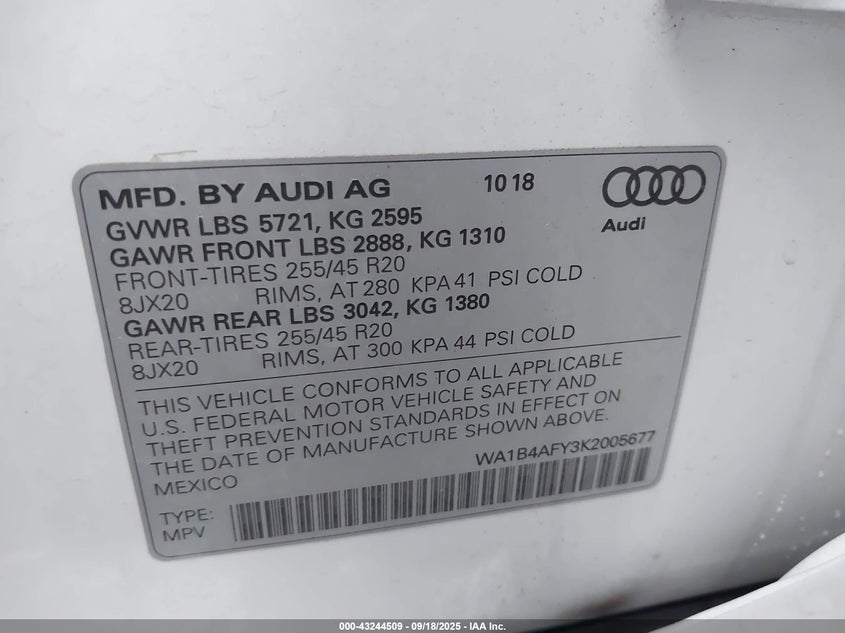 MFD. BY AUDI AG 10 18
Audi
GVWR LBS 5721, KG 2595
GAWR FRONT LBS 2888, KG 1310
FRONT-TIRES 255/45 R20
8JX20 RIMS, AT 280 KPA 41 PSI COLD
GAWR REAR LBS 3042, KG 1380
REAR-TIRES 255/45 R20
8JX20 RIMS, AT 300 KPA 44 PSI COLD
THIS VEHICLE CONFORMS TO ALL APPLICABLE
U.S. FEDERAL MOTOR VEHICLE SAFETY AND
THEFT PREVENTION STANDARDS IN EFFECT ON
THE DATE OF MANUFACTURE SHOWN ABOVE.
MEXICO WA1B4AFY3K2005677
TYPE:
MPV
000-43244509 - 09/18/2025 - IAA Inc.